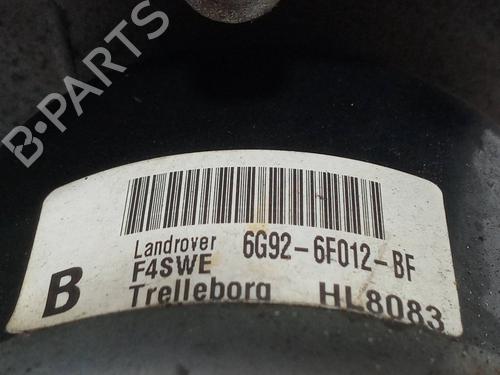 B-PARTS
Landrover 6G92-6F012-BF
F4SWE
B Trelleborg HL8083